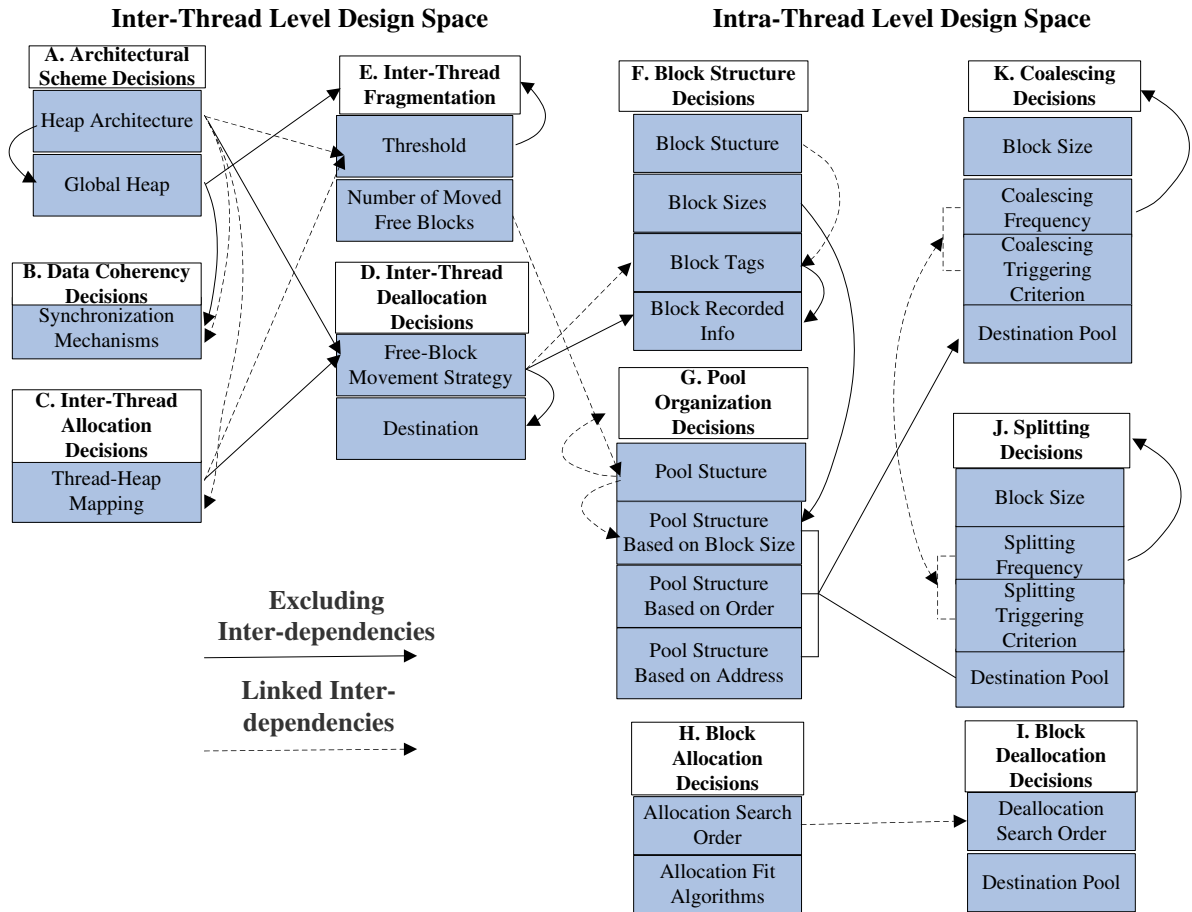 Inter-Thread Level Design Space
A. Architectural
Scheme Decisions
Heap Architecture
Global Heap
B. Data Coherency
Decisions
Synchronization
Mechanisms
C. Inter-Thread
Allocation
Decisions
Thread-Heap
Mapping
E. Inter-Thread
Fragmentation
Threshold
Number of Moved
Free Blocks
D. Inter-Thread
Deallocation
Decisions
Free-Block
Movement Strategy
Destination
Excluding
Inter-dependencies
Linked Inter-
dependencies
Intra-Thread Level Design Space
F. Block Structure
Decisions
Block Stucture
Block Sizes
Block Tags
Block Recorded
Info
G. Pool
Organization
Decisions
Pool Stucture
Pool Structure
Based on Block Size
Pool Structure
Based on Order
Pool Structure
Based on Address
H. Block
Allocation
Decisions
Allocation Search
Order
Allocation Fit
Algorithms
K. Coalescing
Decisions
Block Size
Coalescing
Frequency
Coalescing
Triggering
Criterion
Destination Pool
J. Splitting
Decisions
Block Size
Splitting
Frequency
Splitting
Triggering
Criterion
Destination Pool
I. Block
Deallocation
Decisions
Deallocation
Search Order
Destination Pool